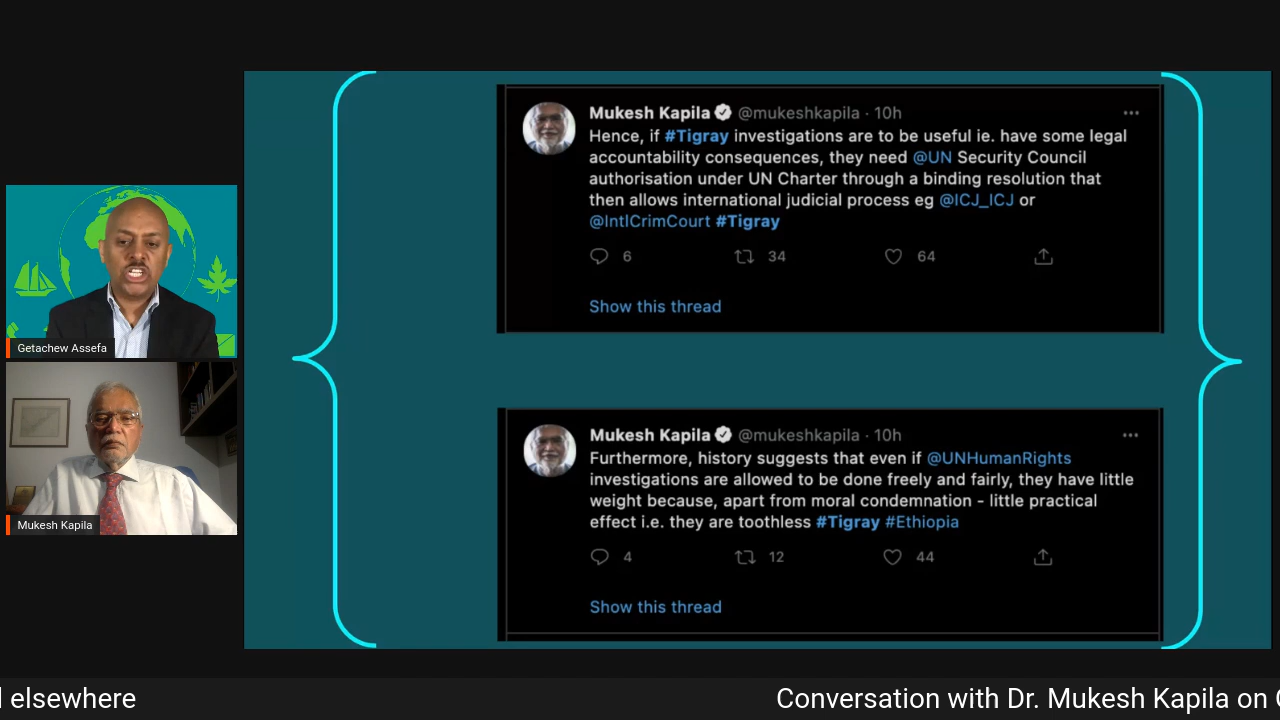 Mukesh Kapila @mukeshkapila · 10h
Hence, if #Tigray investigations are to be useful ie. have some legal
accountability consequences, they need @UN Security Council
authorisation under UN Charter through a binding resolution that
then allows international judicial process eg @ICJ_ICJ or
@IntlCrimCourt #Tigray
6 34 64
Show this thread
Getachew Assefa
Mukesh Kapila
Mukesh Kapila @mukeshkapila · 10h
Furthermore, history suggests that even if @UNHumanRights
investigations are allowed to be done freely and fairly, they have little
weight because, apart from moral condemnation - little practical
effect i.e. they are toothless #Tigray #Ethiopia
4 12 44
Show this thread
elsewhere
Conversation with Dr. Mukesh Kapila on